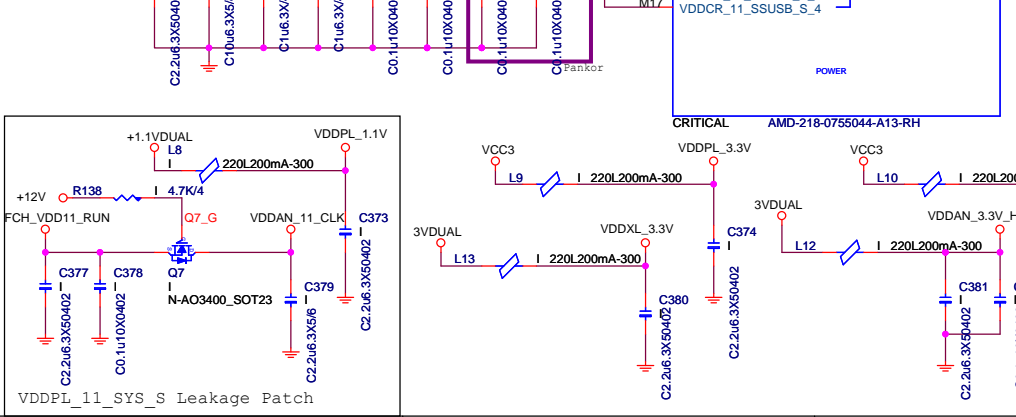 C2.2u6.3X50402
C10u6.3X5/
C1u6.3X/
C1u6.3X/
C0.1u10X040
C0.1u10X040
C0.1u10X040
C0.1u10X040
Pankor
M17
VDDCR_11_SSUSB_S_4
POWER
CRITICAL
AMD-218-0755044-A13-RH
+1.1VDUAL
VDDPL_1.1V
L8
I
220L200mA-300
+12V
R138
I
4.7K/4
FCH_VDD11_RUN
Q7_G
VDDAN_11_CLK
C373
I
C2.2u6.3X50402
C377
I
C2.2u6.3X50402
C378
I
C0.1u10X0402
Q7
I
N-AO3400_SOT23
C379
I
C2.2u6.3X5/6
VDDPL_11_SYS_S Leakage Patch
VCC3
VDDPL_3.3V
L9
I
220L200mA-300
3VDUAL
VDDXL_3.3V
C374
I
C2.2u6.3X50402
L13
I
220L200mA-300
C380
I
C2.2u6.3X50402
VCC3
L10
I
220L200
3VDUAL
VDDAN_3.3V_H
L12
I
220L200mA-300
C381
I
C2.2u6.3X50402